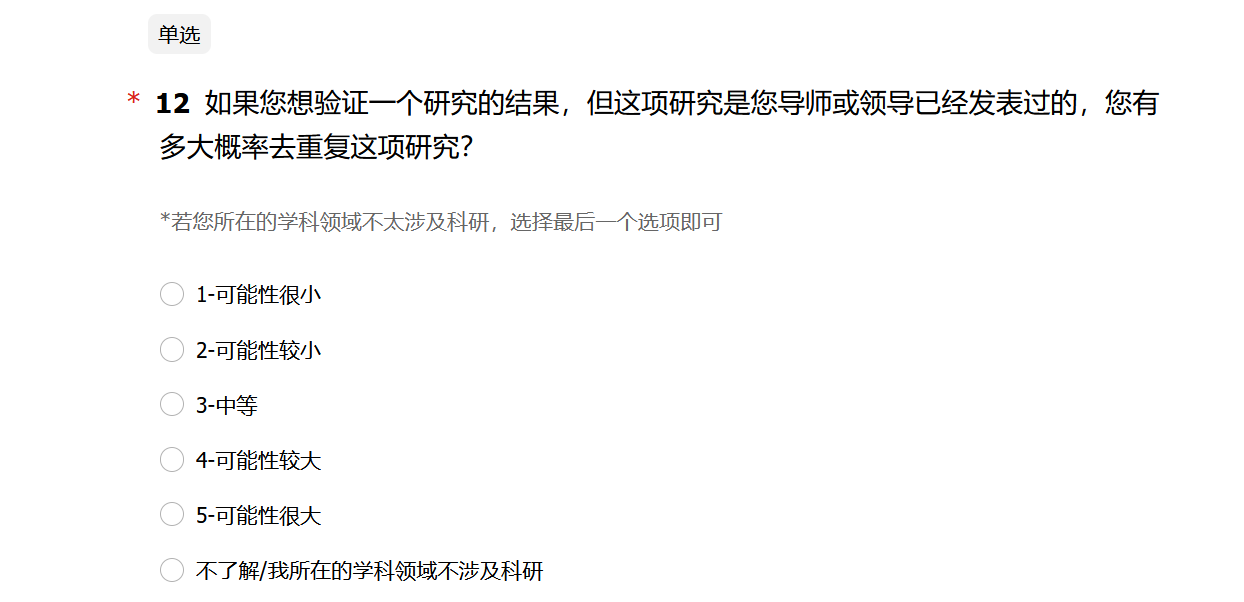 单选
* 12 如果您想验证一个研究的结果，但这项研究是您导师或领导已经发表过的，您有
多大概率去重复这项研究？
*若您所在的学科领域不太涉及科研，选择最后一个选项即可
1-可能性很小
2-可能性较小
3-中等
4-可能性较大
5-可能性很大
不了解/我所在的学科领域不涉及科研